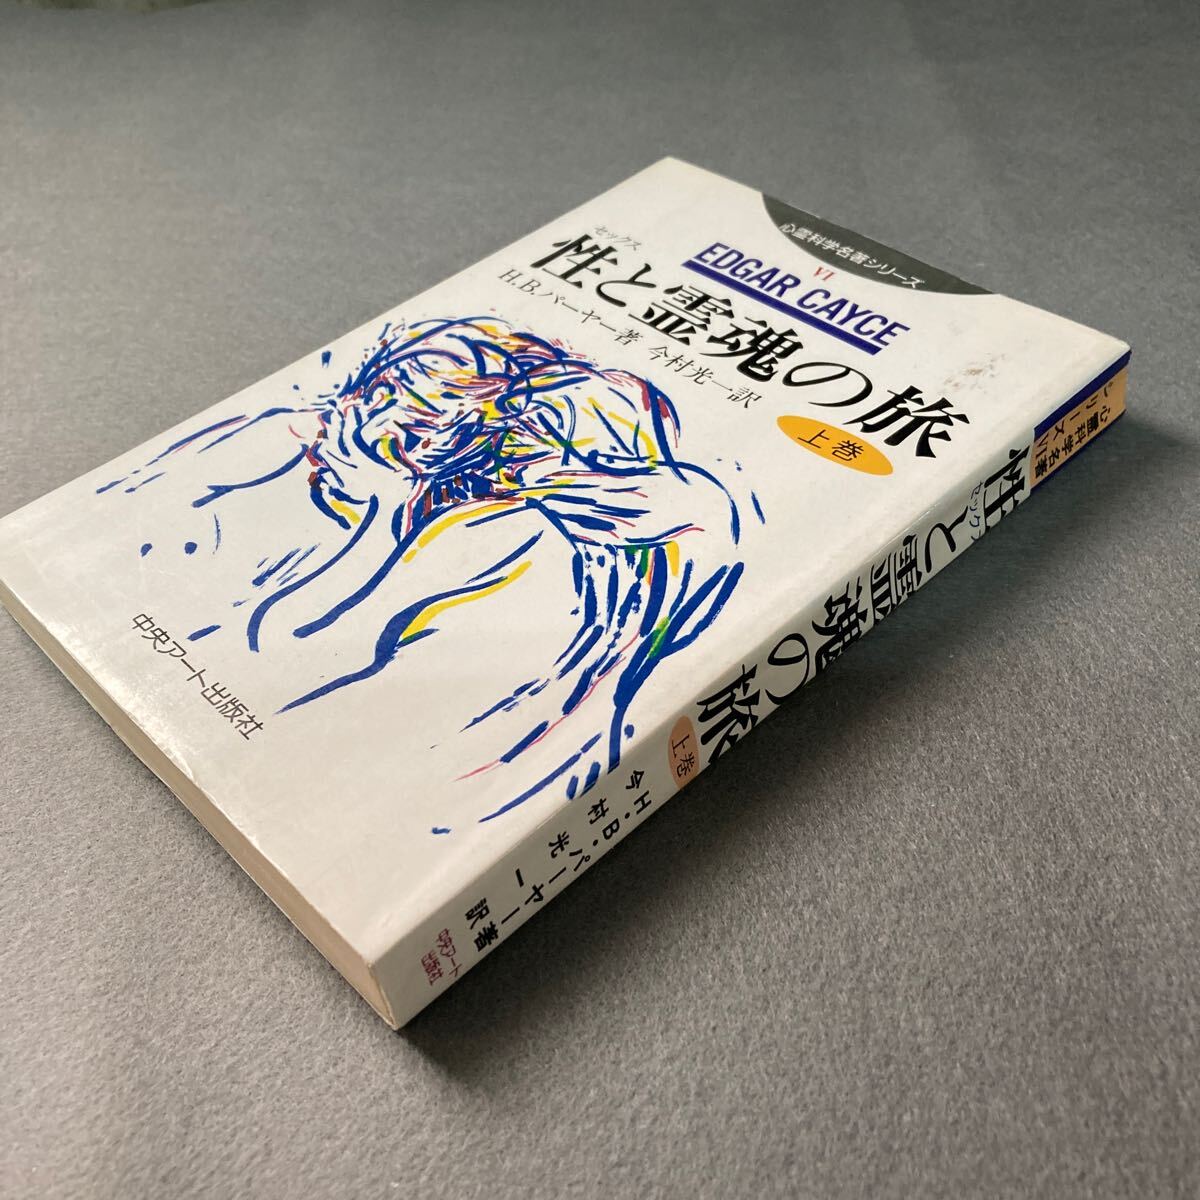 心霊科学名著シリーズ
VI
EDGAR CAYCE
セックス
性と霊魂の旅
H.B.パーヤー著 今村光一訳
上巻
中央アート出版社
心霊科学名著
シリーズ VI
性と霊魂の旅
セックス
上巻
H・B・パーヤー著
今村光一訳
中央アート
出版社